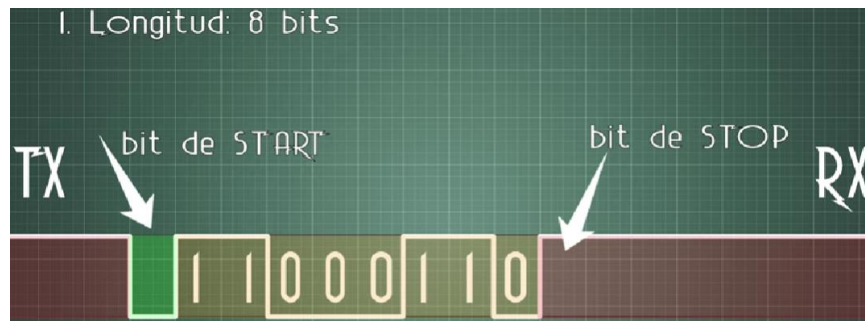 1. Longitud: 8 bits
bit de START
bit de STOP
TX
RX
1 1 0 0 0 1 1 0